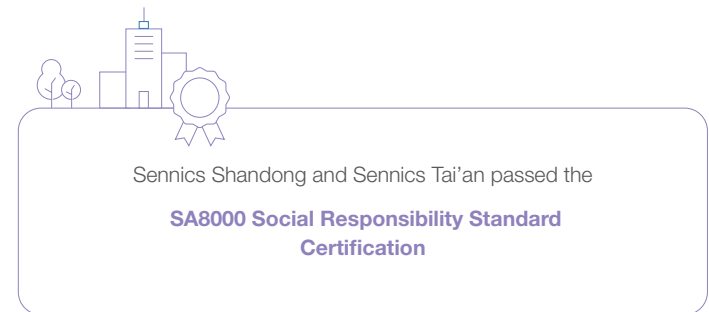 Sennics Shandong and Sennics Tai’an passed the
SA8000 Social Responsibility Standard
Certification